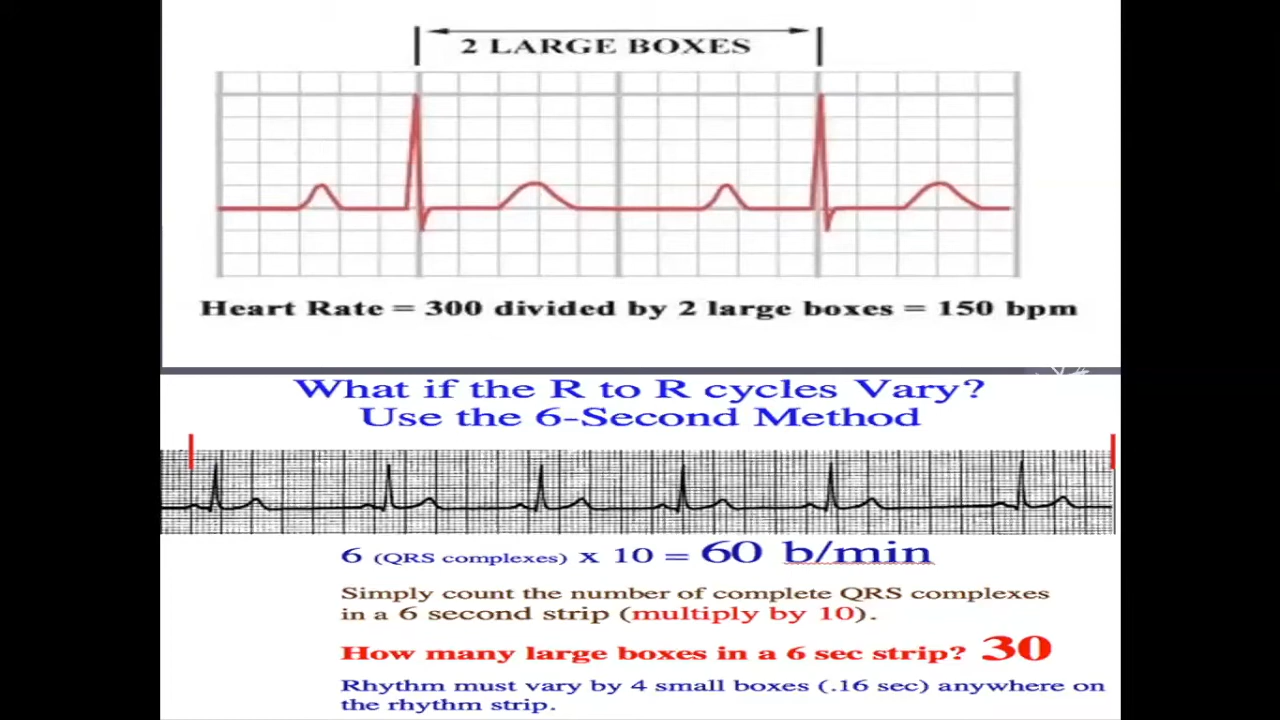 2 LARGE BOXES
Heart Rate = 300 divided by 2 large boxes = 150 bpm
What if the R to R cycles Vary?
Use the 6-Second Method
6 (QRS complexes) x 10 = 60 b/min
Simply count the number of complete QRS complexes
in a 6 second strip (multiply by 10).
How many large boxes in a 6 sec strip? 30
Rhythm must vary by 4 small boxes (.16 sec) anywhere on
the rhythm strip.